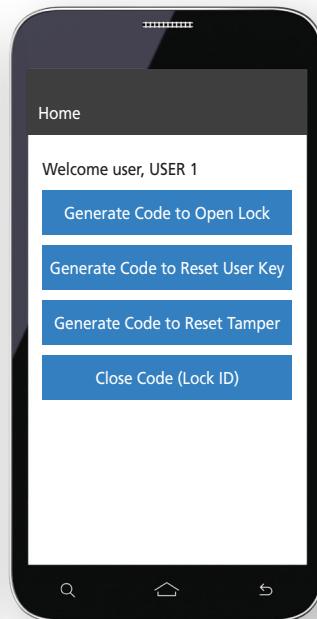 Home
Welcome user, USER 1
Generate Code to Open Lock
Generate Code to Reset User Key
Generate Code to Reset Tamper
Close Code (Lock ID)